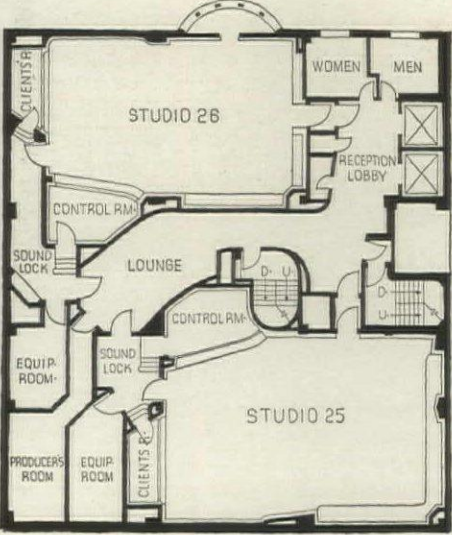 CLIENTS R.
STUDIO 26
WOMEN
MEN
RECEPTION
LOBBY
CONTROL RM.
SOUND
LOCK
LOUNGE
D. U.
D.
U.
CONTROL RM.
SOUND
LOCK
EQUIP.
ROOM.
STUDIO 25
PRODUCER'S
ROOM
EQUIP.
ROOM
CLIENTS R.